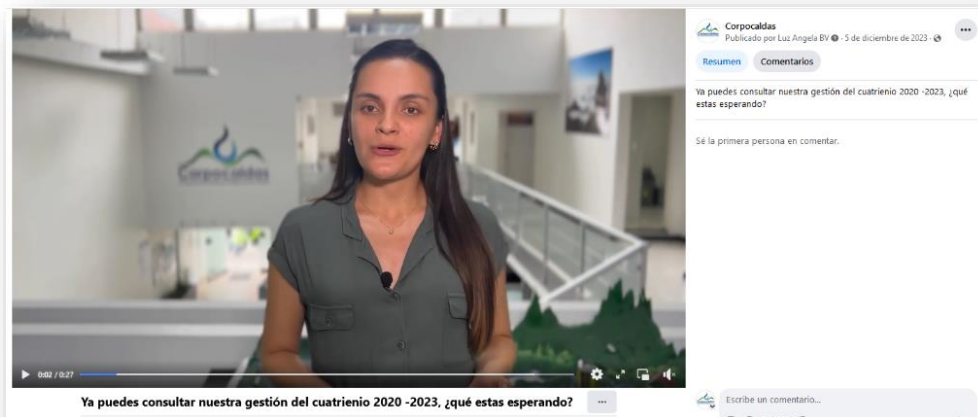 Corpocaldas
0:02 / 0:27
Ya puedes consultar nuestra gestión del cuatrienio 2020 -2023, ¿qué estas esperando?
Corpocaldas
Publicado por Luz Angela BV · 5 de diciembre de 2023 ·
Resumen
Comentarios
Ya puedes consultar nuestra gestión del cuatrienio 2020 -2023, ¿qué
estas esperando?
Sé la primera persona en comentar.
Escribe un comentario...